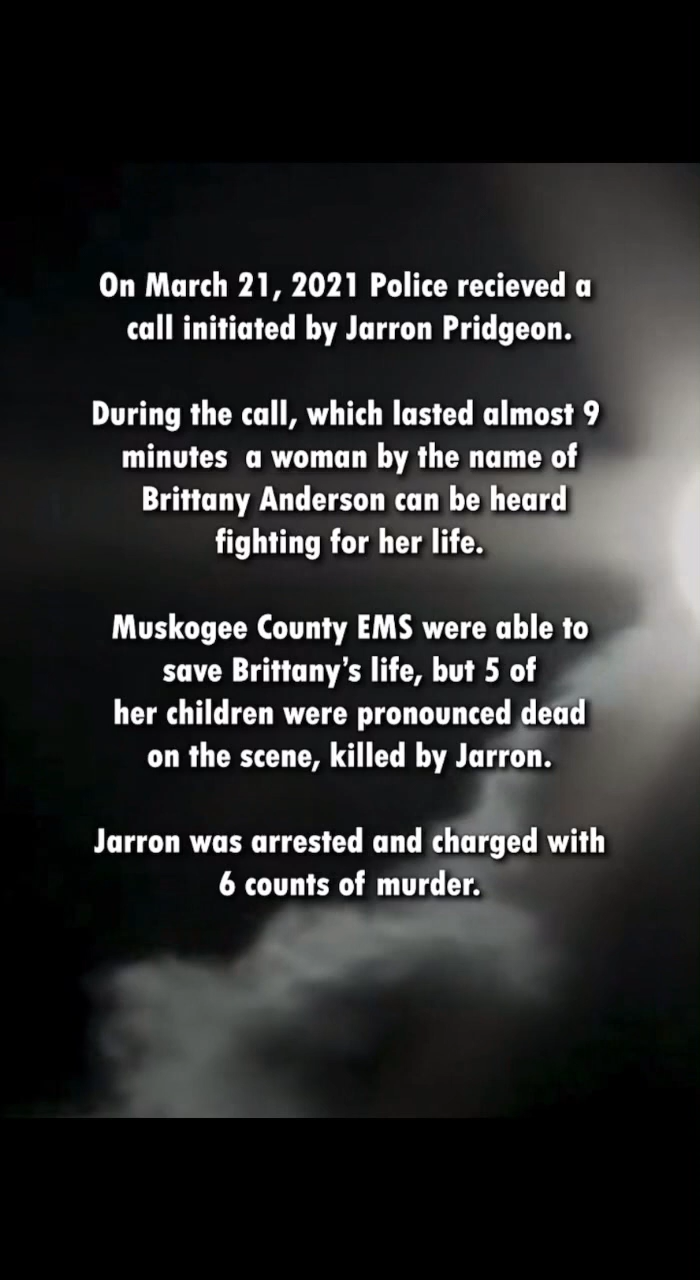 On March 21, 2021 Police recieved a
call initiated by Jarron Pridgeon.
During the call, which lasted almost 9
minutes  a woman by the name of
Brittany Anderson can be heard
fighting for her life.
Muskogee County EMS were able to
save Brittany's life, but 5 of
her children were pronounced dead
on the scene, killed by Jarron.
Jarron was arrested and charged with
6 counts of murder.